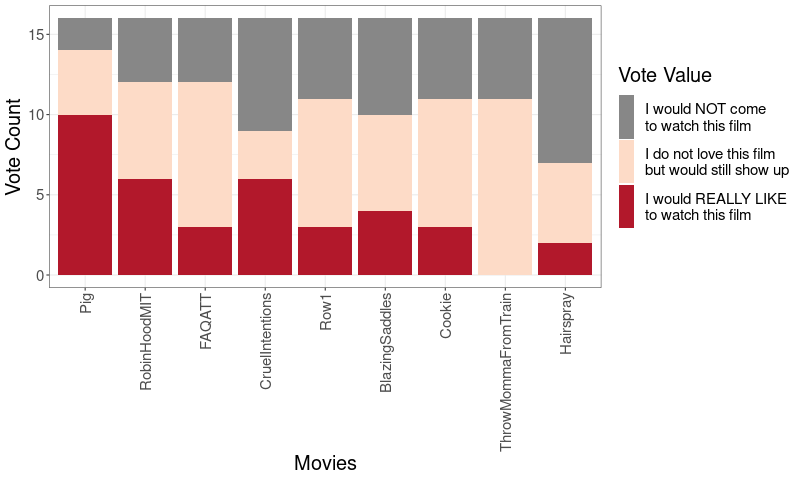 Vote Count
15
10
5
0
Pig
RobinHoodMIT
FAQATT
CruelIntentions
Row1
BlazingSaddles
Cookie
ThrowMommaFromTrain
Hairspray
Movies
Vote Value
I would NOT come
to watch this film
I do not love this film
but would still show up
I would REALLY LIKE
to watch this film